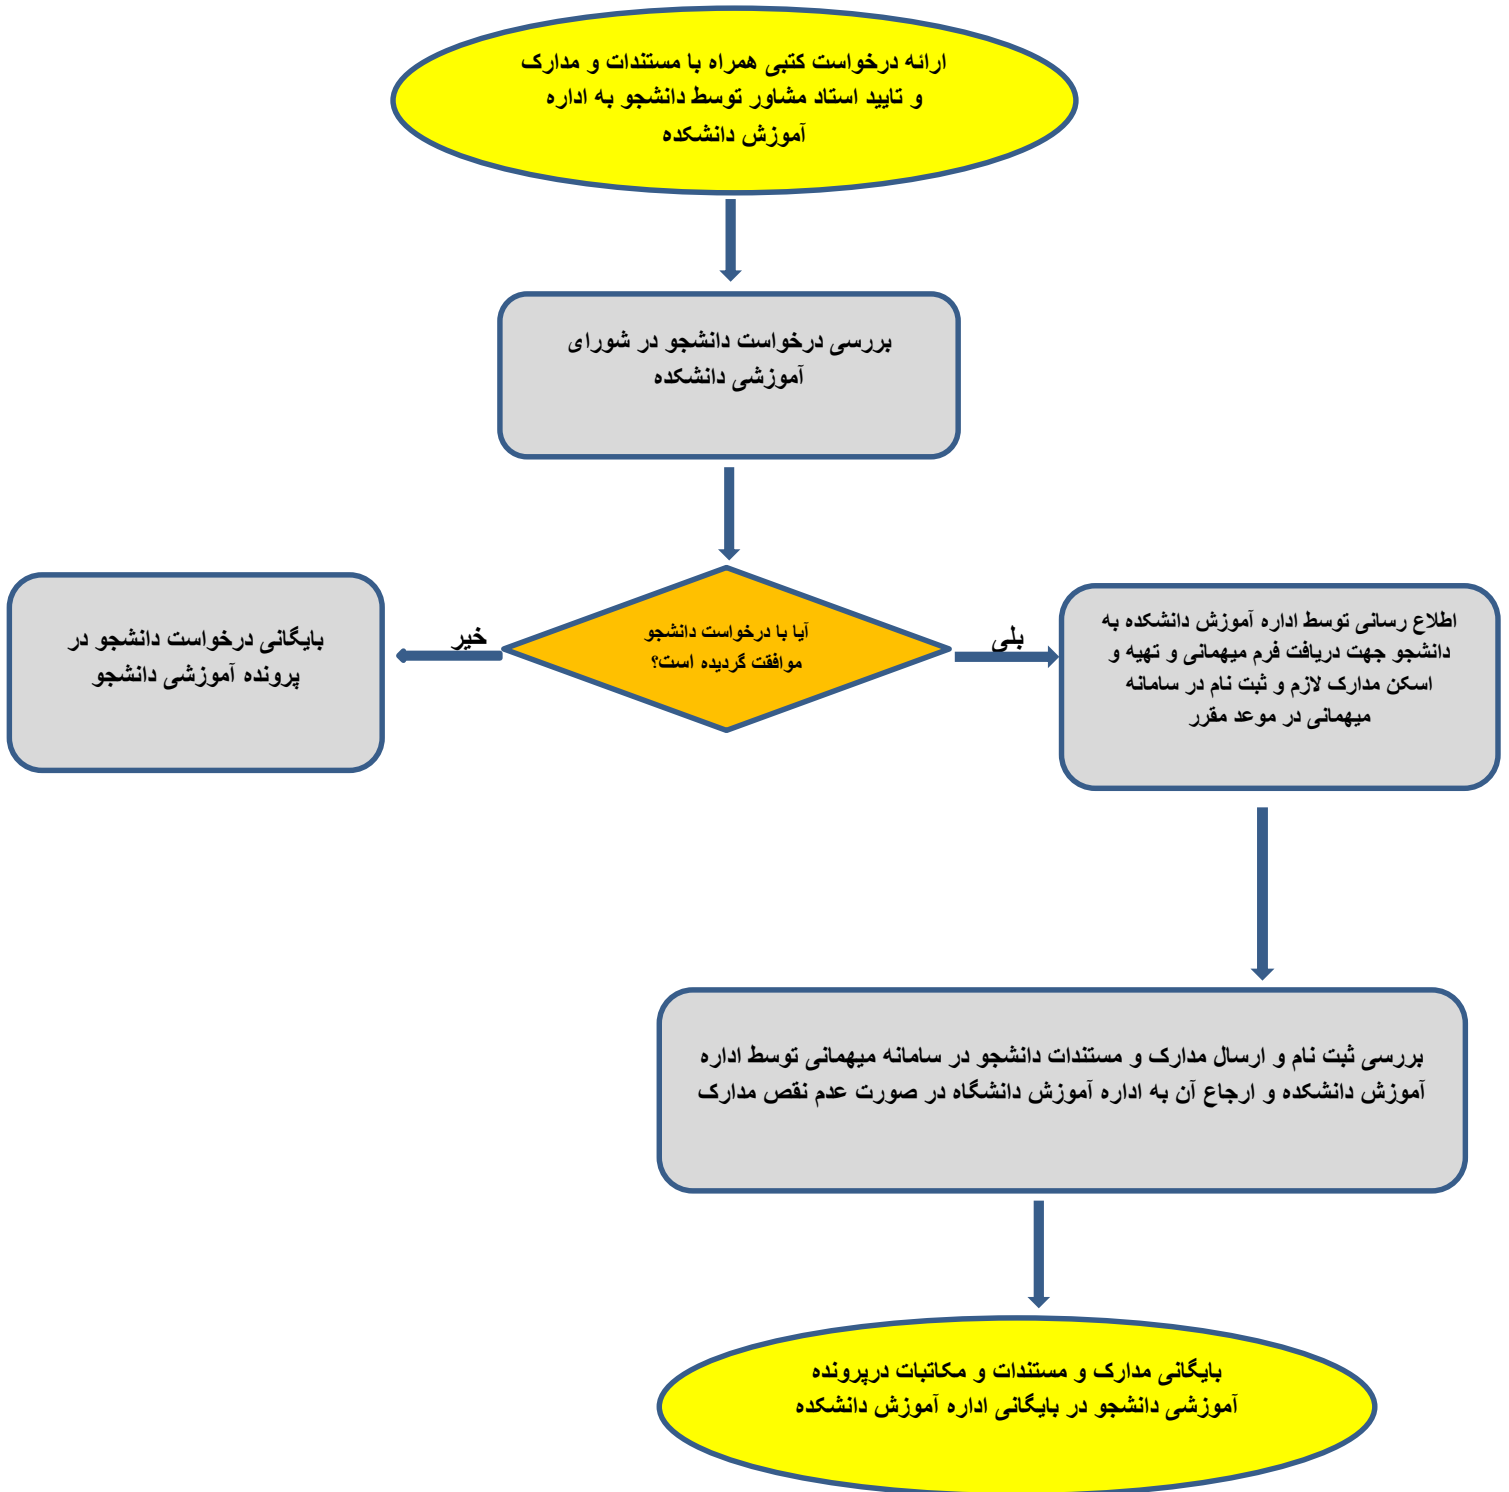 ارائه درخواست کتبی همراه با مستندات و مدارک
و تایید استاد مشاور توسط دانشجو به اداره
آموزش دانشکده
بررسی درخواست دانشجو در شورای
آموزشی دانشکده
آیا با درخواست دانشجو
موافقت گردیده است؟
بلی
اطلاع رسانی توسط اداره آموزش دانشکده به
دانشجو جهت دریافت فرم میهمانی و تهیه و
اسکن مدارک لازم و ثبت نام در سامانه
میهمانی در موعد مقرر
خیر
بایگانی درخواست دانشجو در
پرونده آموزشی دانشجو
بررسی ثبت نام و ارسال مدارک و مستندات دانشجو در سامانه میهمانی توسط اداره
آموزش دانشکده و ارجاع آن به اداره آموزش دانشگاه در صورت عدم نقص مدارک
بایگانی مدارک و مستندات و مکاتبات درپرونده
آموزشی دانشجو در بایگانی اداره آموزش دانشکده